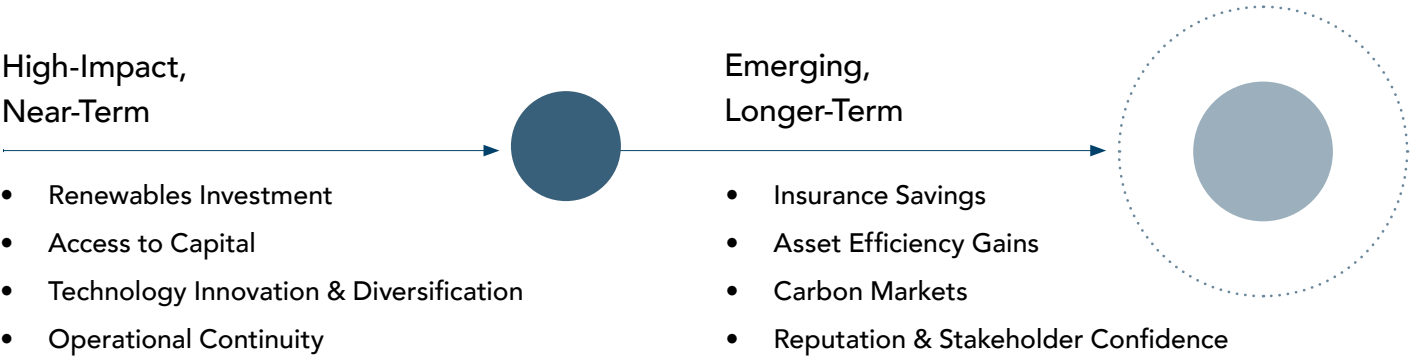 High-Impact,
Near-Term
• Renewables Investment
• Access to Capital
• Technology Innovation & Diversification
• Operational Continuity
Emerging,
Longer-Term
• Insurance Savings
• Asset Efficiency Gains
• Carbon Markets
• Reputation & Stakeholder Confidence